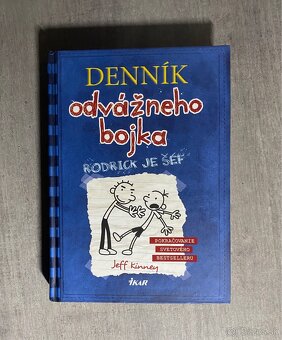 DENNÍK
odvážneho
bojka
RODRICK JE ŠÉF
POKRAČOVANIE
SVETOVÉHO
BESTSELLERU
Jeff Kinney
IKAR